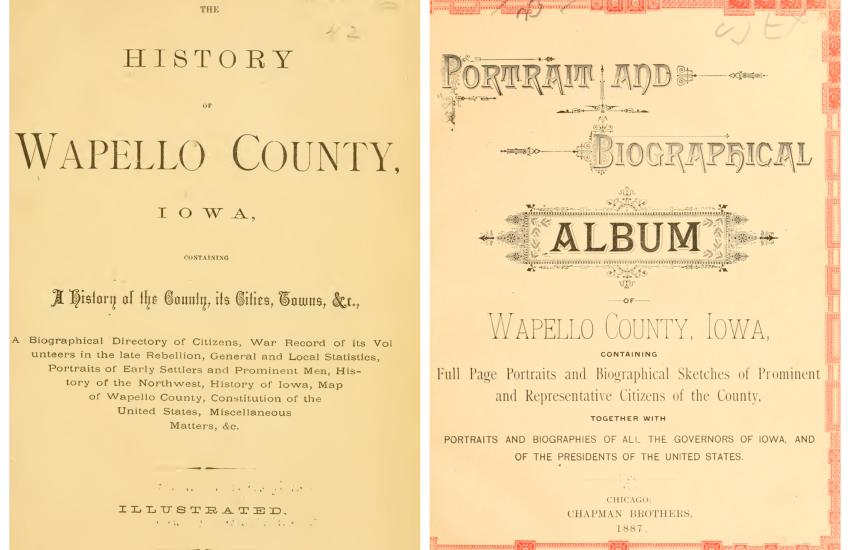 THE
HISTORY
OF
WAPELLO COUNTY,
IOWA,
CONTAINING
A History of the County, its Cities, Towns, &c.,
A Biographical Directory of Citizens, War Record of its Vol
unteers in the late Rebellion, General and Local Statistics,
Portraits of Early Settlers and Prominent Men, His-
tory of the Northwest, History of Iowa, Map
of Wapello County, Constitution of the
United States, Miscellaneous
Matters, &c.
ILLUSTRATED.
PORTRAIT AND
BIOGRAPHICAL
ALBUM
OF
WAPELLO COUNTY, IOWA,
CONTAINING
Full Page Portraits and Biographical Sketches of Prominent
and Representative Citizens of the County,
TOGETHER WITH
PORTRAITS AND BIOGRAPHIES OF ALL THE GOVERNORS OF IOWA, AND
OF THE PRESIDENTS OF THE UNITED STATES.
CHICAGO:
CHAPMAN BROTHERS,
1887.